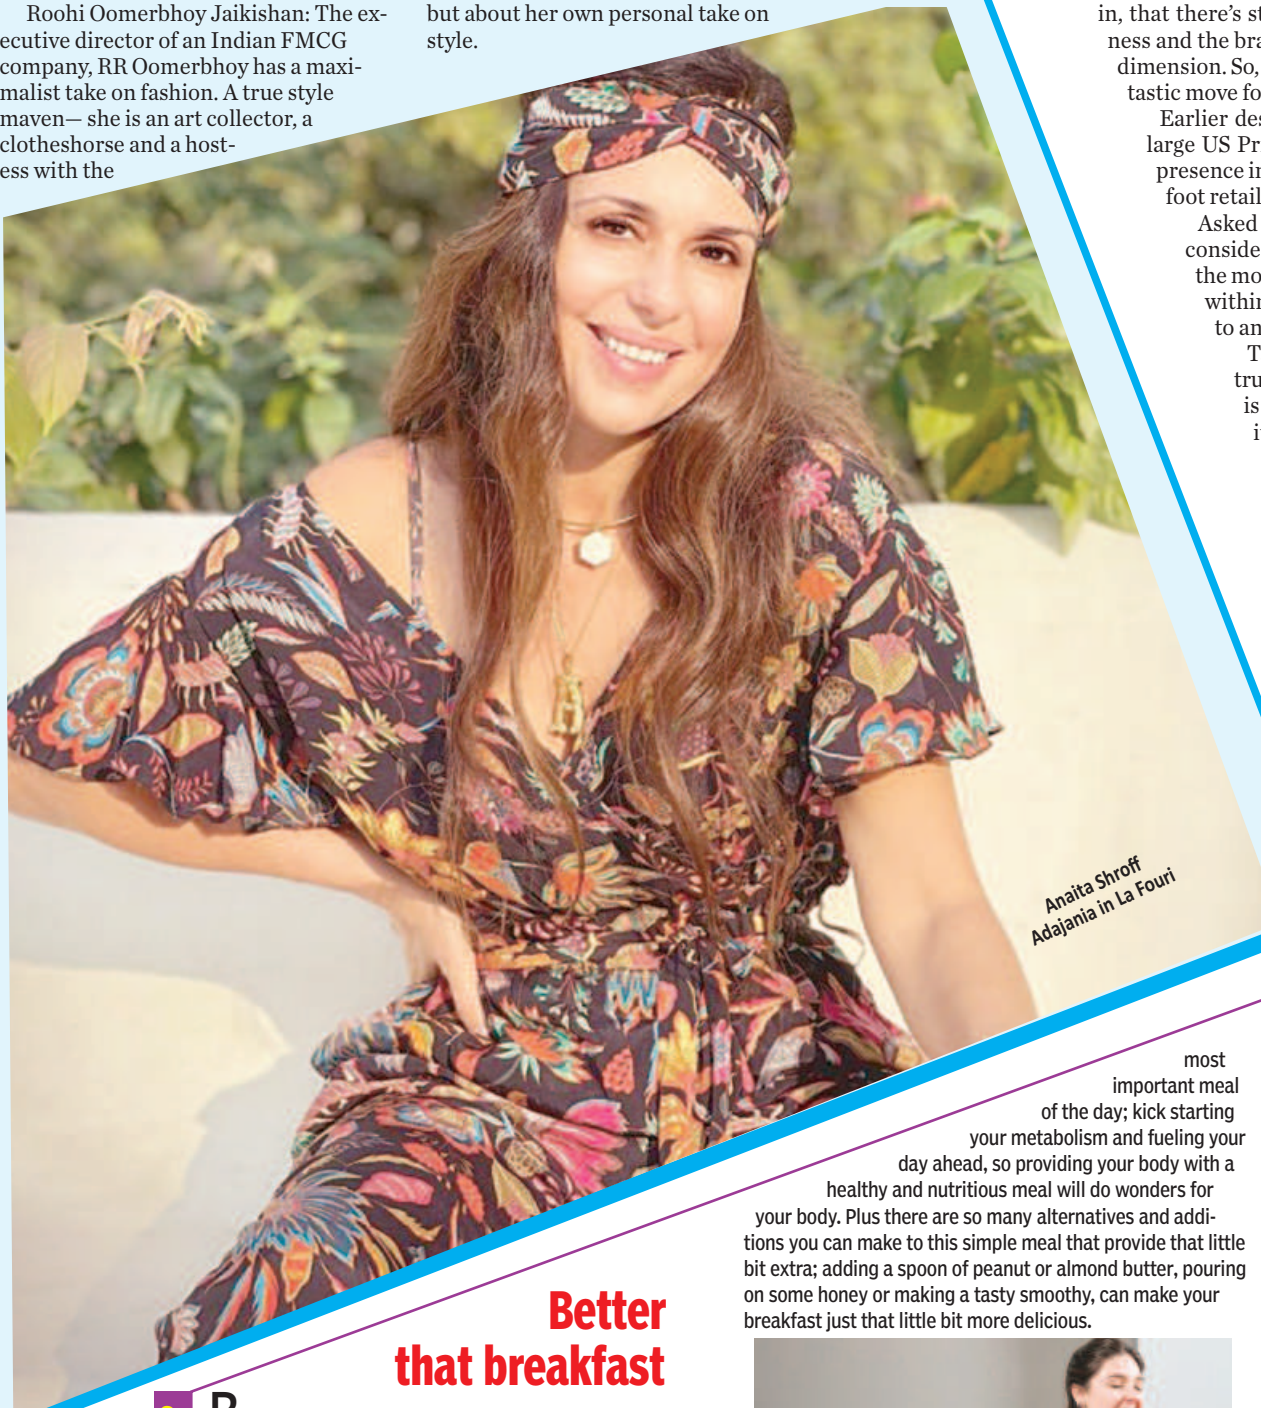 Roohi Oomerbhoy Jaikishan: The ex-
ecutive director of an Indian FMCG
company, RR Oomerbhoy has a maxi-
malist take on fashion. A true style
maven— she is an art collector, a
clotheshorse and a host-
ess with the
but about her own personal take on
style.
in, that there's
ness and the
dimension. So,
tastic move
Earlier
large US
presence
foot retail
Asked
the
to
is
Anaita Shroff
Adajania in La Fouri
most
important meal
of the day; kick starting
your metabolism and fueling your
day ahead, so providing your body with a
healthy and nutritious meal will do wonders for
your body. Plus there are so many alternatives and addi-
tions you can make to this simple meal that provide that little
bit extra; adding a spoon of peanut or almond butter, pouring
on some honey or making a tasty smoothy, can make your
breakfast just that little bit more delicious.
Better
that breakfast